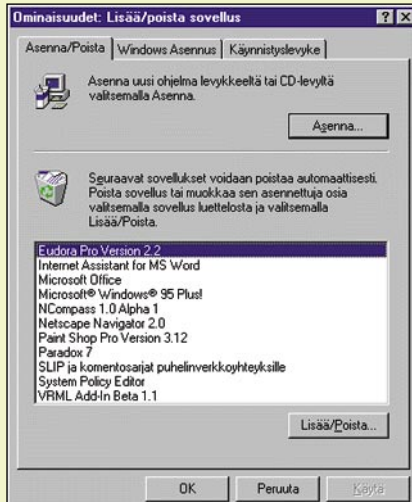 Ominaisuudet: Lisää/poista sovellus
Asenna/Poista
Windows Asennus
Käynnistyslevyke
Asenna uusi ohjelma levykkeeltä tai CD-levyltä
valitsemalla Asenna.
Asenna...
Seuraavat sovellukset voidaan poistaa automaattisesti.
Poista sovellus tai muokkaa sen asennettuja osia
valitsemalla sovellus luettelosta ja valitsemalla
Lisää/Poista.
Eudora Pro Version 2.2
Internet Assistant for MS Word
Microsoft Office
Microsoft® Windows® 95 Plus!
NCompass 1.0 Alpha 1
Netscape Navigator 2.0
Paint Shop Pro Version 3.12
Paradox 7
SLIP ja komentosarjat puhelinverkkoyhteyksille
System Policy Editor
VRML Add-In Beta 1.1
Lisää/Poista...
OK
Peruuta
Käytä